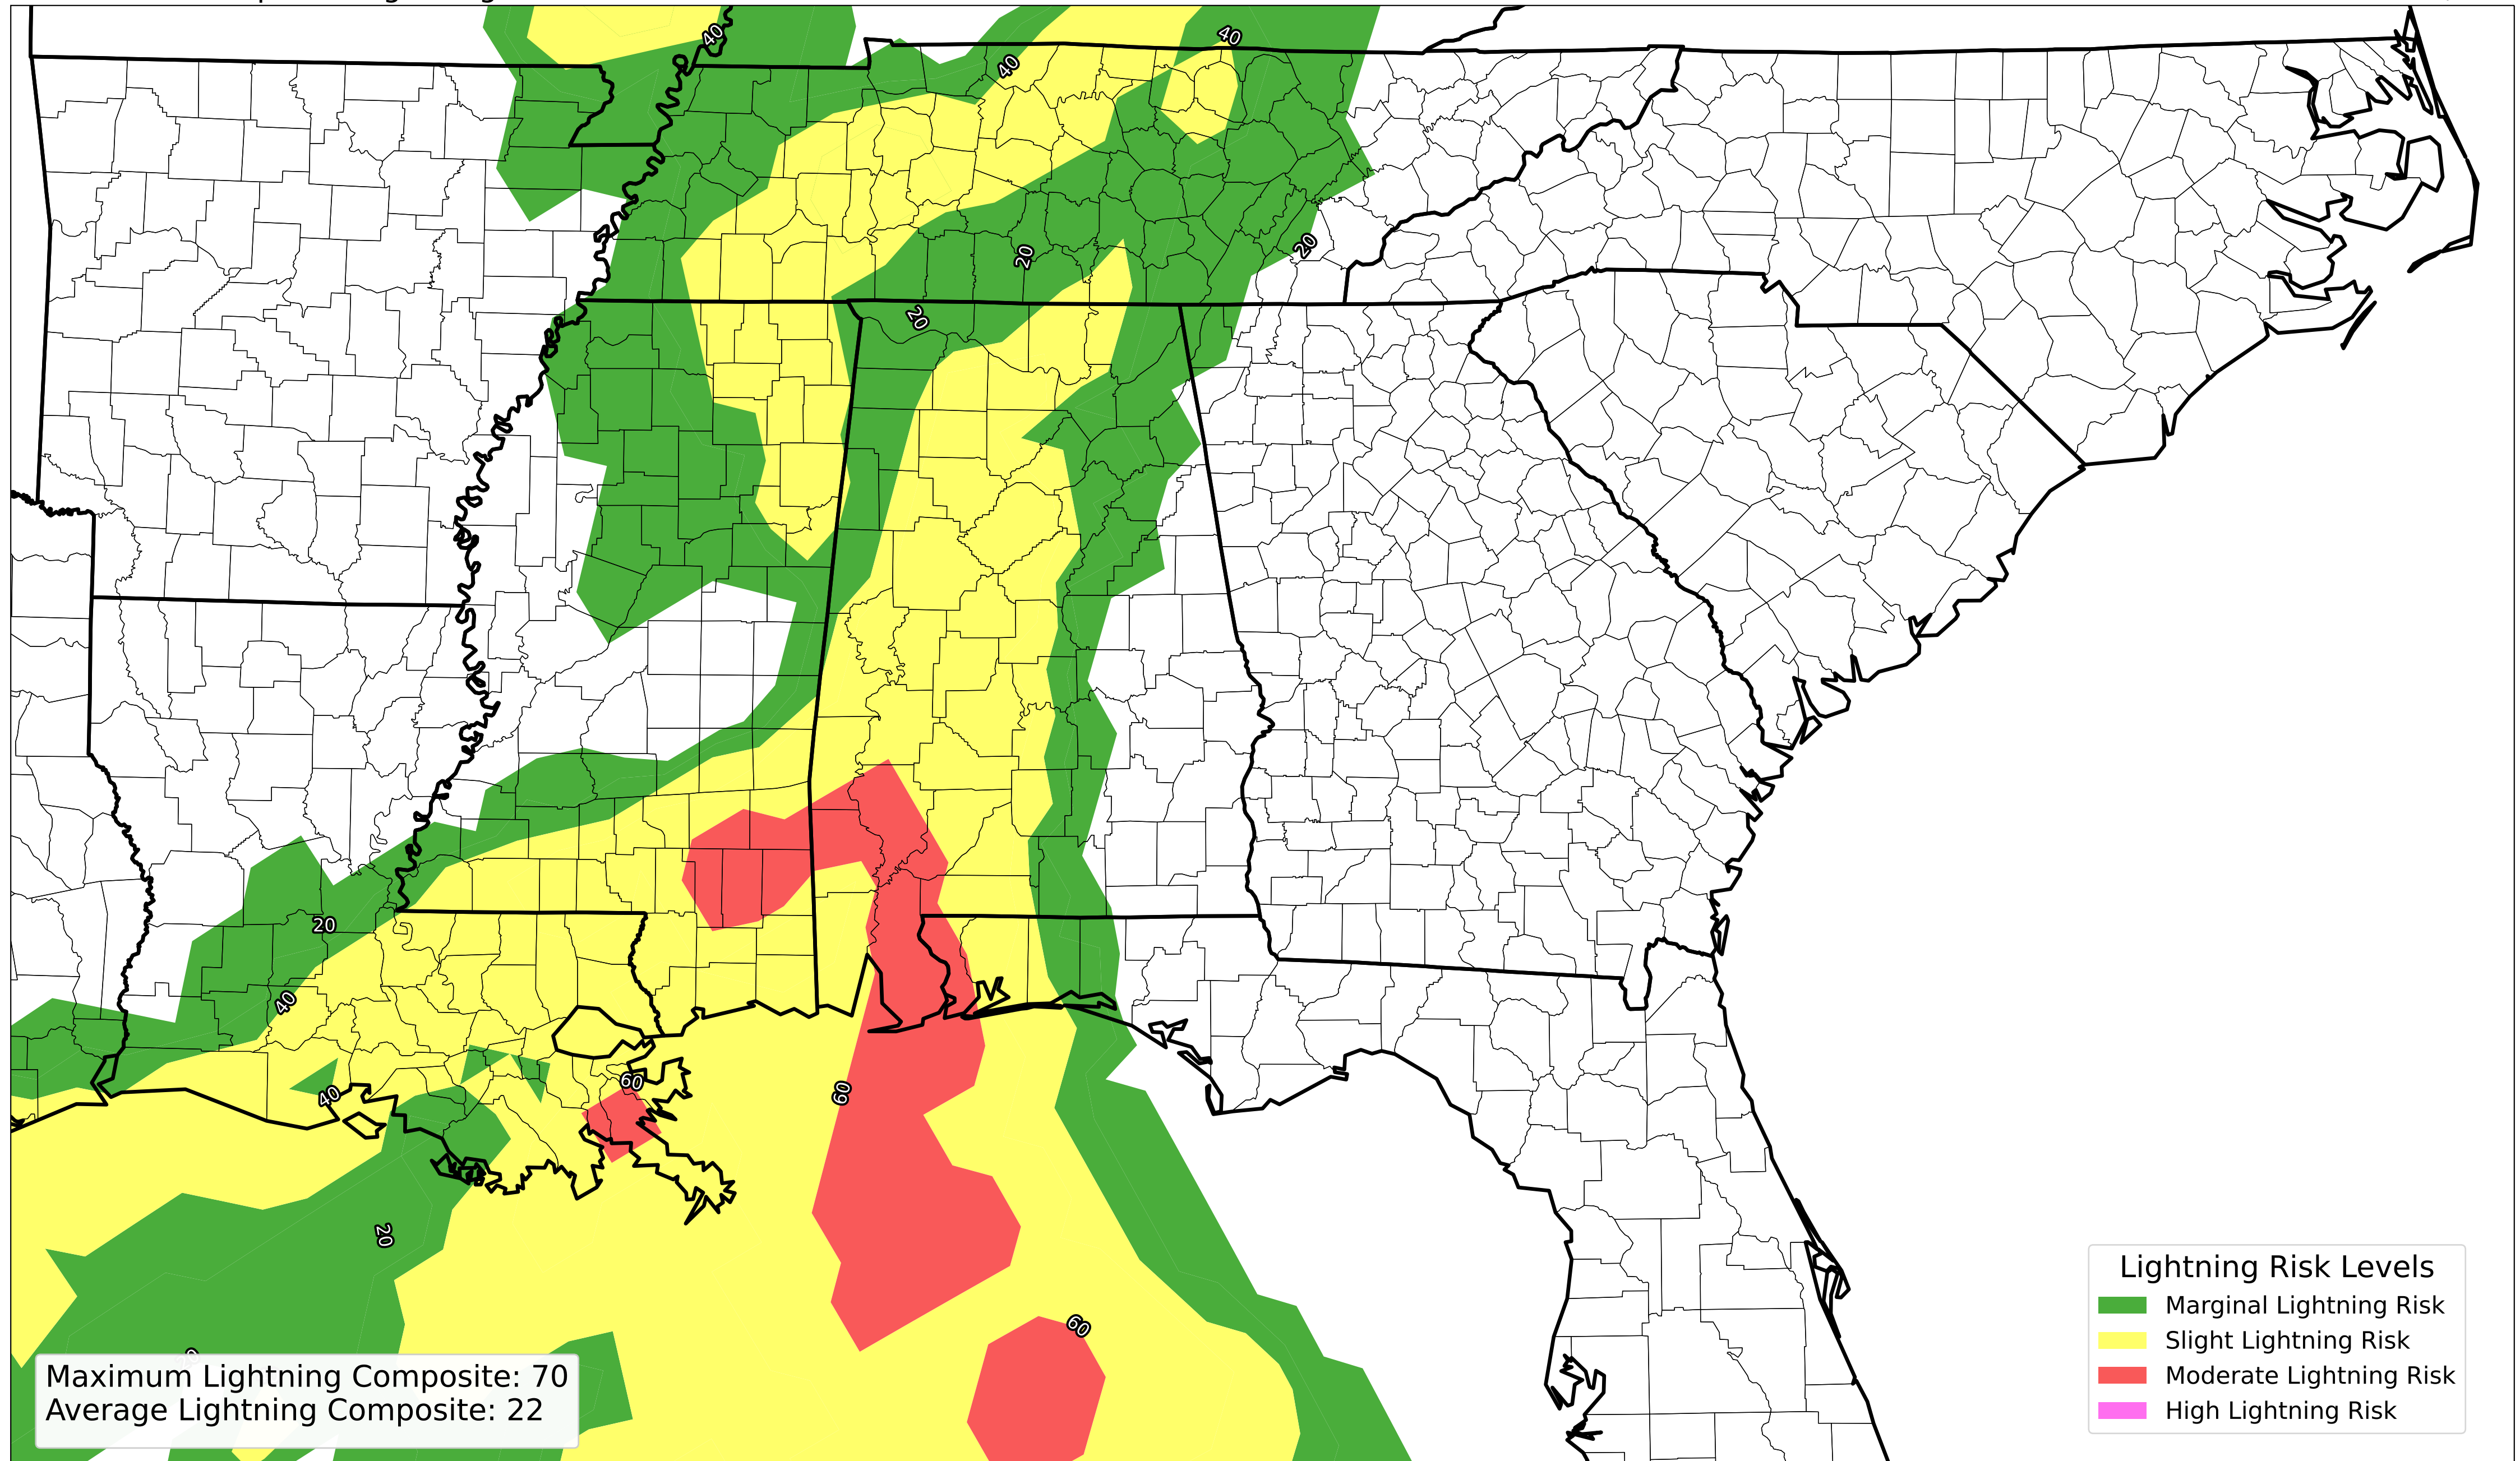 40
40
40
20
20
20
20
40
40
60
60
20
60
Maximum Lightning Composite: 70
Average Lightning Composite: 22
Lightning Risk Levels
Marginal Lightning Risk
Slight Lightning Risk
Moderate Lightning Risk
High Lightning Risk